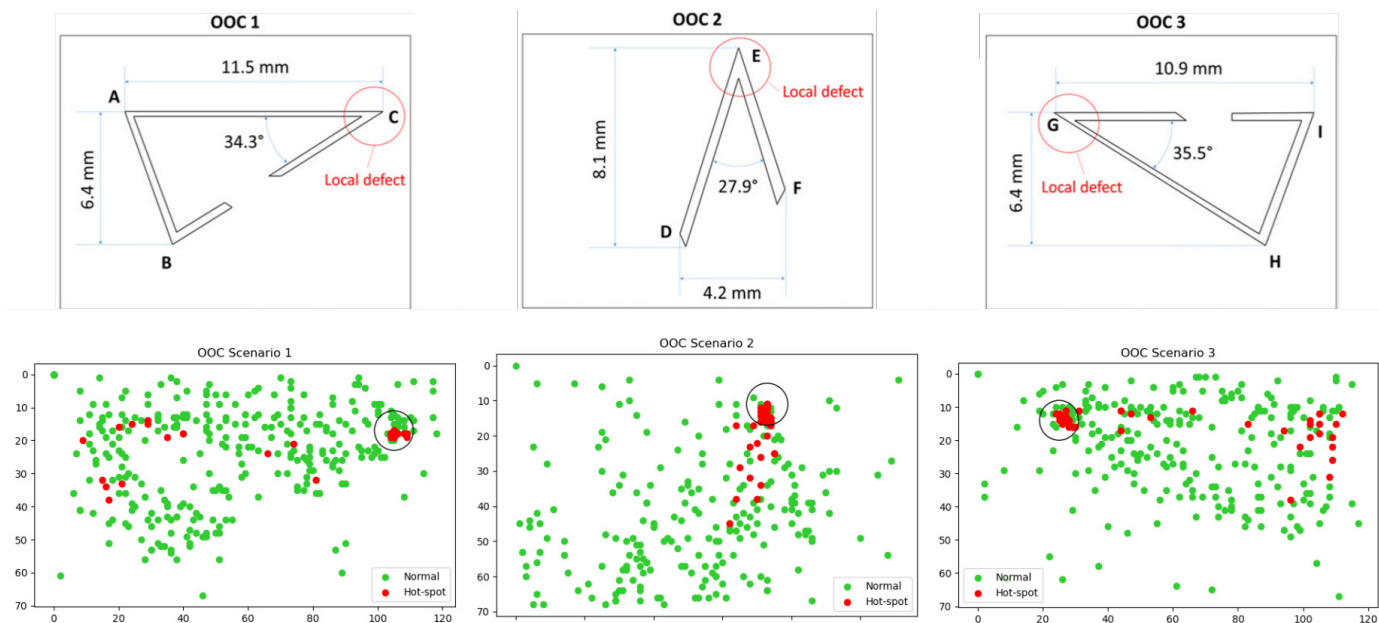 OOC 1
11.5 mm
A
C
34.3°
6.4 mm
Local defect
B
OOC 2
E
Local defect
8.1 mm
27.9°
F
D
4.2 mm
OOC 3
10.9 mm
G
I
35.5°
Local defect
6.4 mm
H
OOC Scenario 1
0
10
20
30
40
50
60
70
0 20 40 60 80 100 120
Normal
Hot-spot
OOC Scenario 2
0
10
20
30
40
50
60
70
Normal
Hot-spot
OOC Scenario 3
0
10
20
30
40
50
60
70
0 20 40 60 80 100 120
Normal
Hot-spot